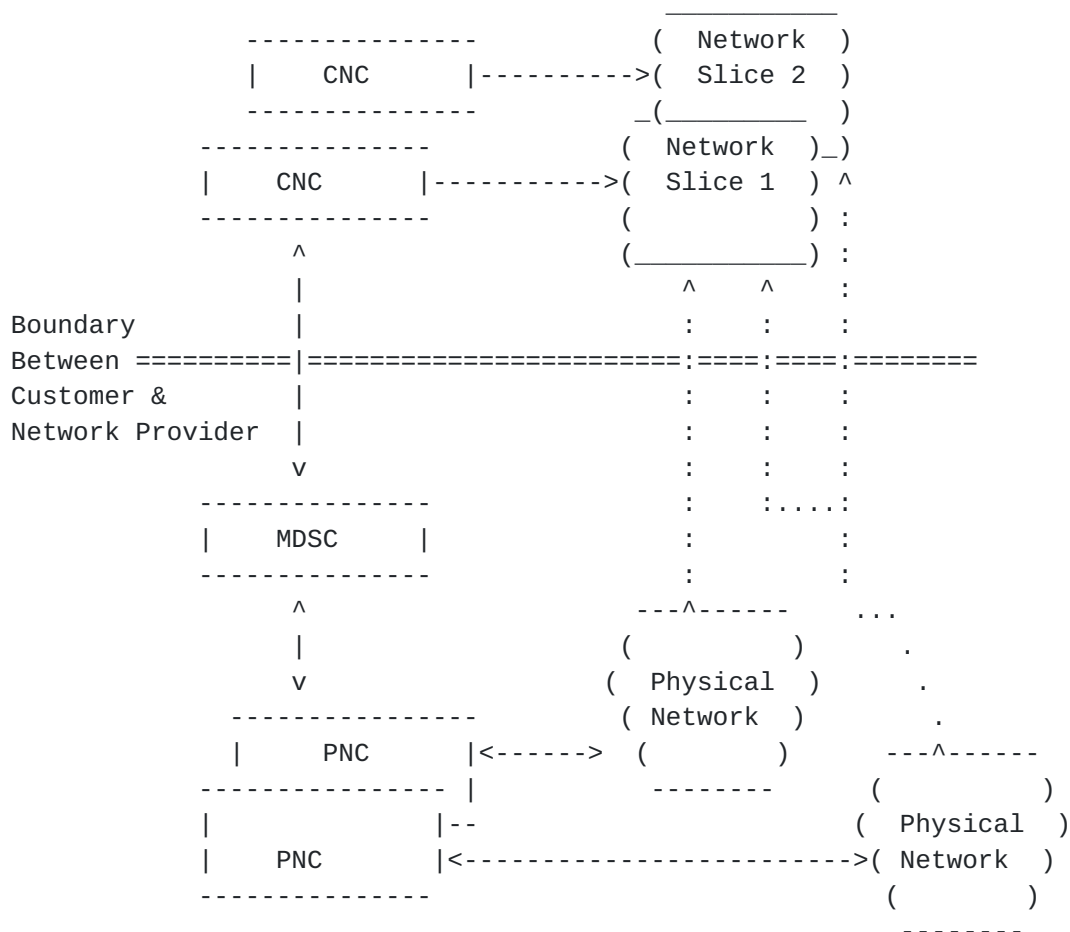 Network
CNC Slice 2
Network
CNC Slice 1
Boundary
Between
Customer &
Network Provider
MDSC
Physical
Network
PNC
Physical
PNC Network